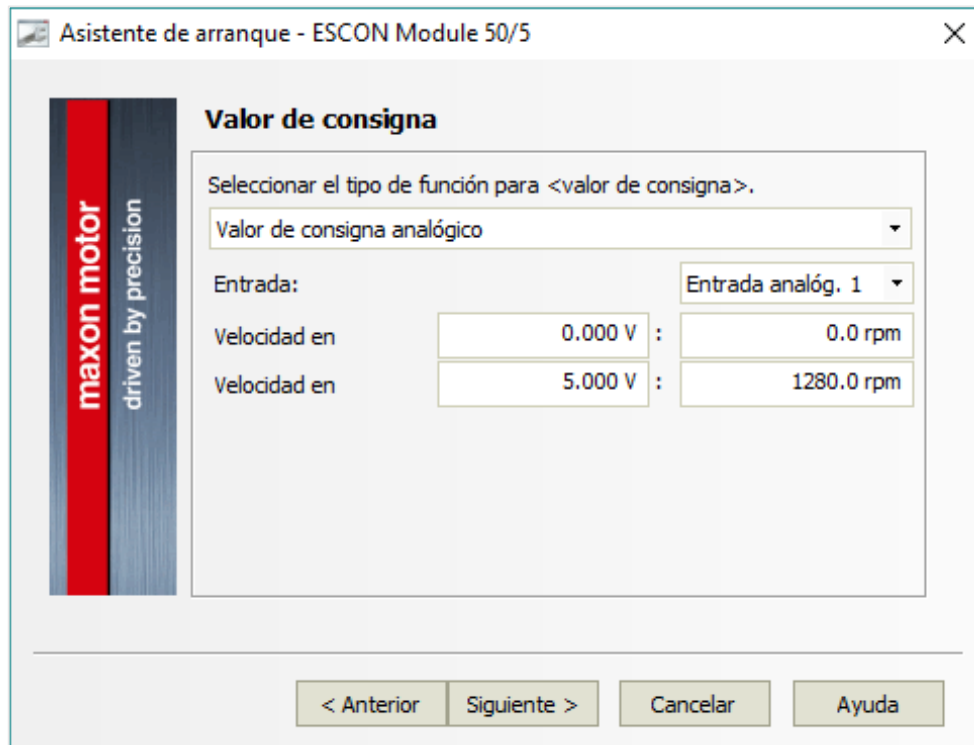 Asistente de arranque - ESCON Module 50/5
maxon motor
driven by precision
Valor de consigna
Seleccionar el tipo de función para <valor de consigna>.
Valor de consigna analógico
Entrada: Entrada analóg. 1
Velocidad en 0.000 V : 0.0 rpm
Velocidad en 5.000 V : 1280.0 rpm
< Anterior Siguiente > Cancelar Ayuda